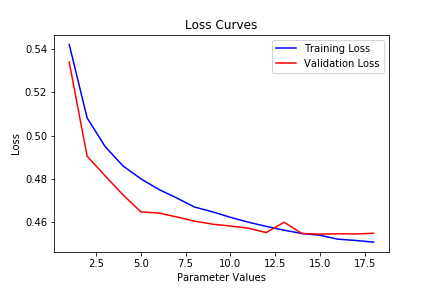 Loss Curves
Training Loss
Validation Loss
0.54
0.52
0.50
0.48
0.46
Loss
2.5 5.0 7.5 10.0 12.5 15.0 17.5
Parameter Values